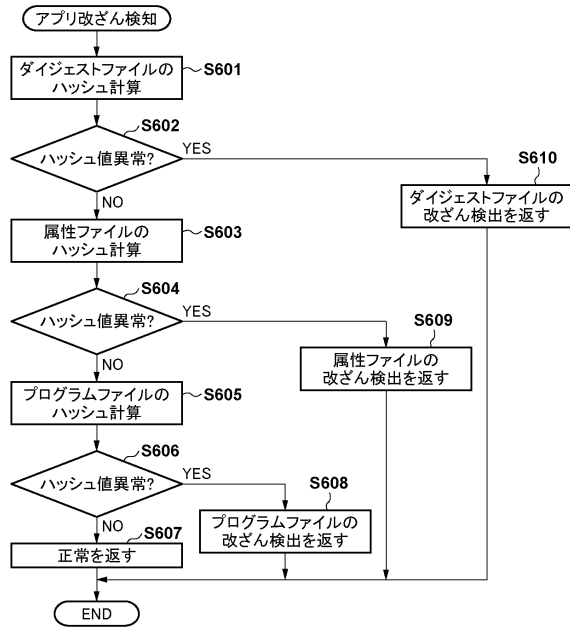 アプリ改ざん検知
ダイジェストファイルの
ハッシュ計算
S601
S602
ハッシュ値異常?
YES
NO
S610
ダイジェストファイルの
改ざん検出を返す
属性ファイルの
ハッシュ計算
S603
S604
ハッシュ値異常?
YES
NO
S609
属性ファイルの
改ざん検出を返す
プログラムファイルの
ハッシュ計算
S605
S606
ハッシュ値異常?
YES
NO
S608
プログラムファイルの
改ざん検出を返す
S607
正常を返す
END